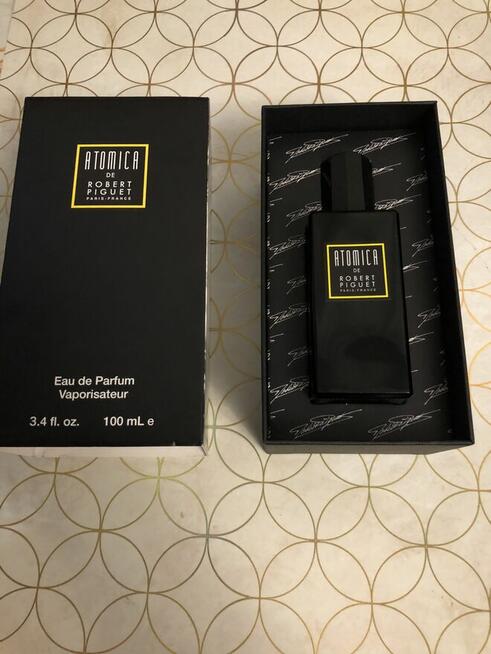 ATOMICA
DE
ROBERT
PIGUET
PARIS-FRANCE
Eau de Parfum
Vaporisateur
3.4 fl. oz. 100 mL e
ATOMICA
DE
ROBERT
PIGUET
PARIS-FRANCE